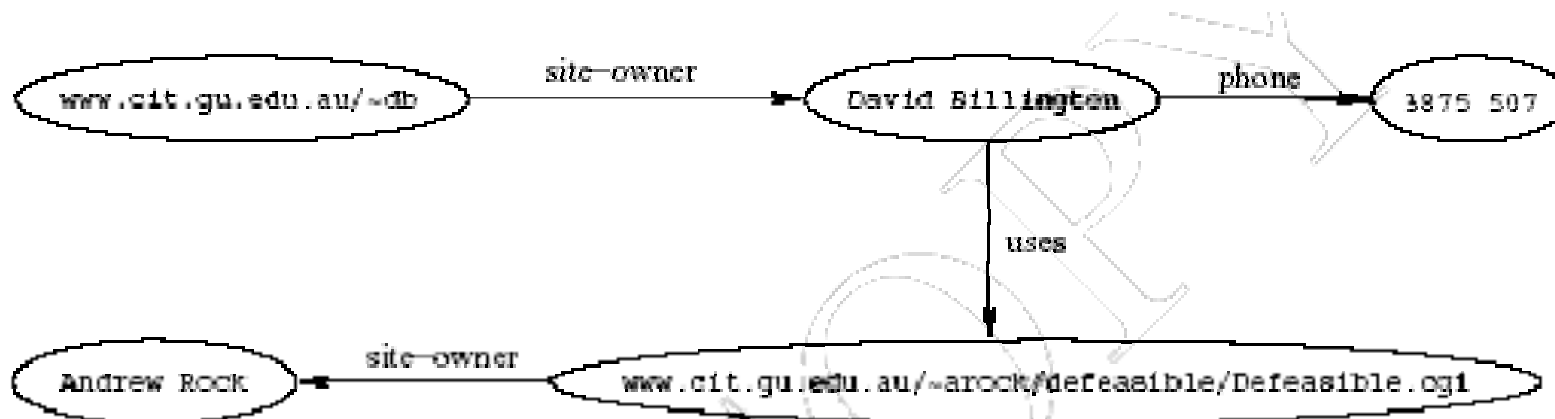 site-owner
www.cit.gu.edu.au/~db David Billington phone 3875 507
uses
site-owner
Andrew Rock www.cit.gu.edu.au/~arock/defeasible/Defeasible.cgi